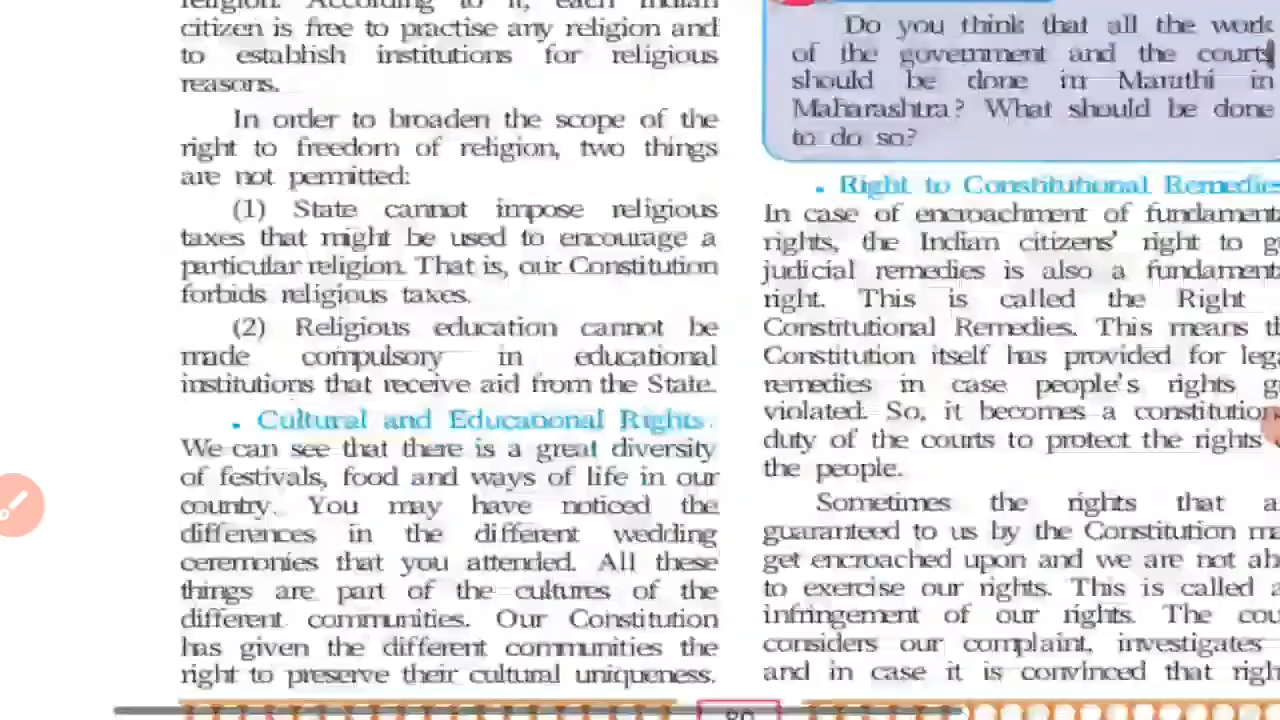 religion. According to it, each Indian
citizen is free to practise any religion and
to establish institutions for religious
reasons.
In order to broaden the scope of the
right to freedom of religion, two things
are not permitted:
(1) State cannot impose religious
taxes that might be used to encourage a
particular religion. That is, our Constitution
forbids religious taxes.
(2) Religious education cannot be
made compulsory in educational
institutions that receive aid from the State.
• Cultural and Educational Rights :
We can see that there is a great diversity
of festivals, food and ways of life in our
country. You may have noticed the
differences in the different wedding
ceremonies that you attended. All these
things are part of the cultures of the
different communities. Our Constitution
has given the different communities the
right to preserve their cultural uniqueness.
Do you think that all the work
of the government and the courts
should be done in Marathi in
Maharashtra? What should be done
to do so?
• Right to Constitutional Remedie
In case of encroachment of fundament
rights, the Indian citizens' right to g
judicial remedies is also a fundament
right. This is called the Right
Constitutional Remedies. This means th
Constitution itself has provided for leg
remedies in case people's rights g
violated. So, it becomes a constitution
duty of the courts to protect the rights
the people.
Sometimes the rights that a
guaranteed to us by the Constitution ma
get encroached upon and we are not ab
to exercise our rights. This is called a
infringement of our rights. The cou
considers our complaint, investigates
and in case it is convinced that righ
80